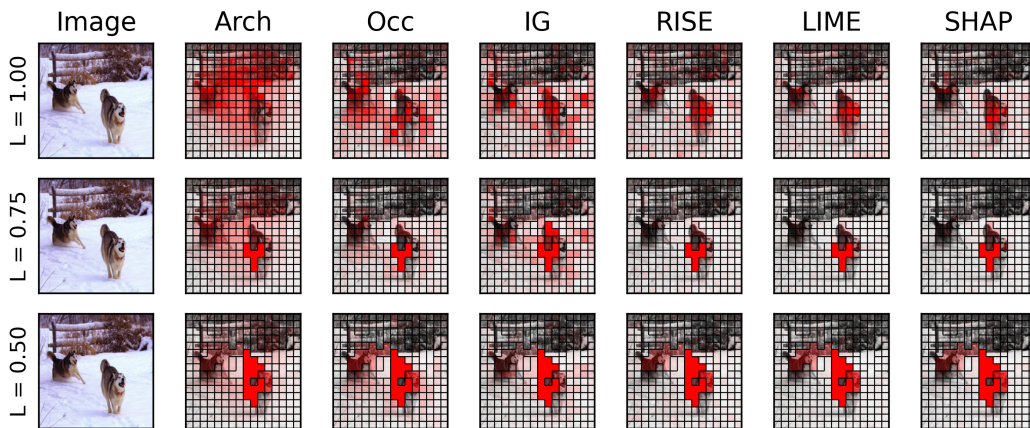 Image Arch Occ IG RISE LIME SHAP
L = 1.00
L = 0.75
L = 0.50